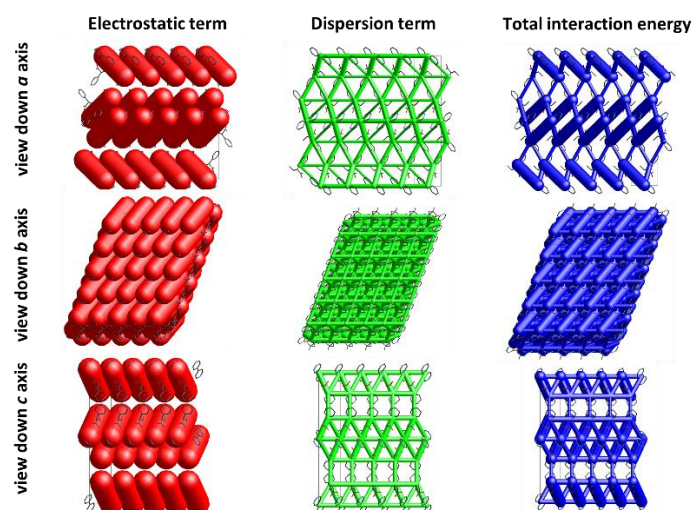 Electrostatic term Dispersion term Total interaction energy
view down a axis
view down b axis
view down c axis